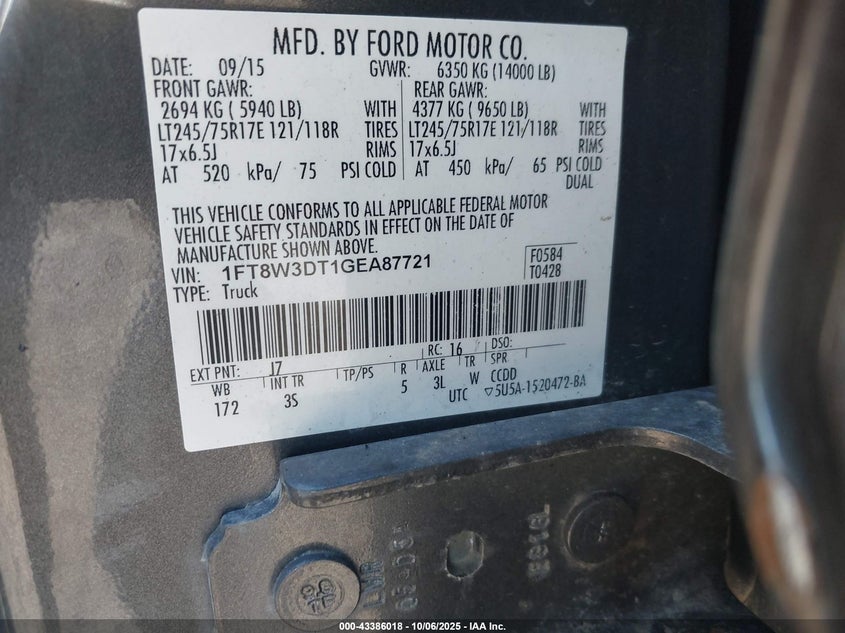 MFD. BY FORD MOTOR CO.
DATE: 09/15 GVWR: 6350 KG (14000 LB)
FRONT GAWR: REAR GAWR:
2694 KG ( 5940 LB) WITH 4377 KG ( 9650 LB) WITH
LT245/75R17E 121/118R TIRES LT245/75R17E 121/118R TIRES
17x6.5J RIMS 17x6.5J RIMS
AT 520 kPa/ 75 PSI COLD AT 450 kPa/ 65 PSI COLD
DUAL
THIS VEHICLE CONFORMS TO ALL APPLICABLE FEDERAL MOTOR
VEHICLE SAFETY STANDARDS IN EFFECT ON THE DATE OF
MANUFACTURE SHOWN ABOVE.
VIN: 1FT8W3DT1GEA87721 F0584
TYPE: Truck T0428
EXT PNT: J7 RC: 16 DSO:
WB INT TR TP/PS R AXLE TR SPR
172 3S 5 3L W CCDD
UTC ▽5U5A-1520472-BA
000-43386018 - 10/06/2025 - IAA Inc.